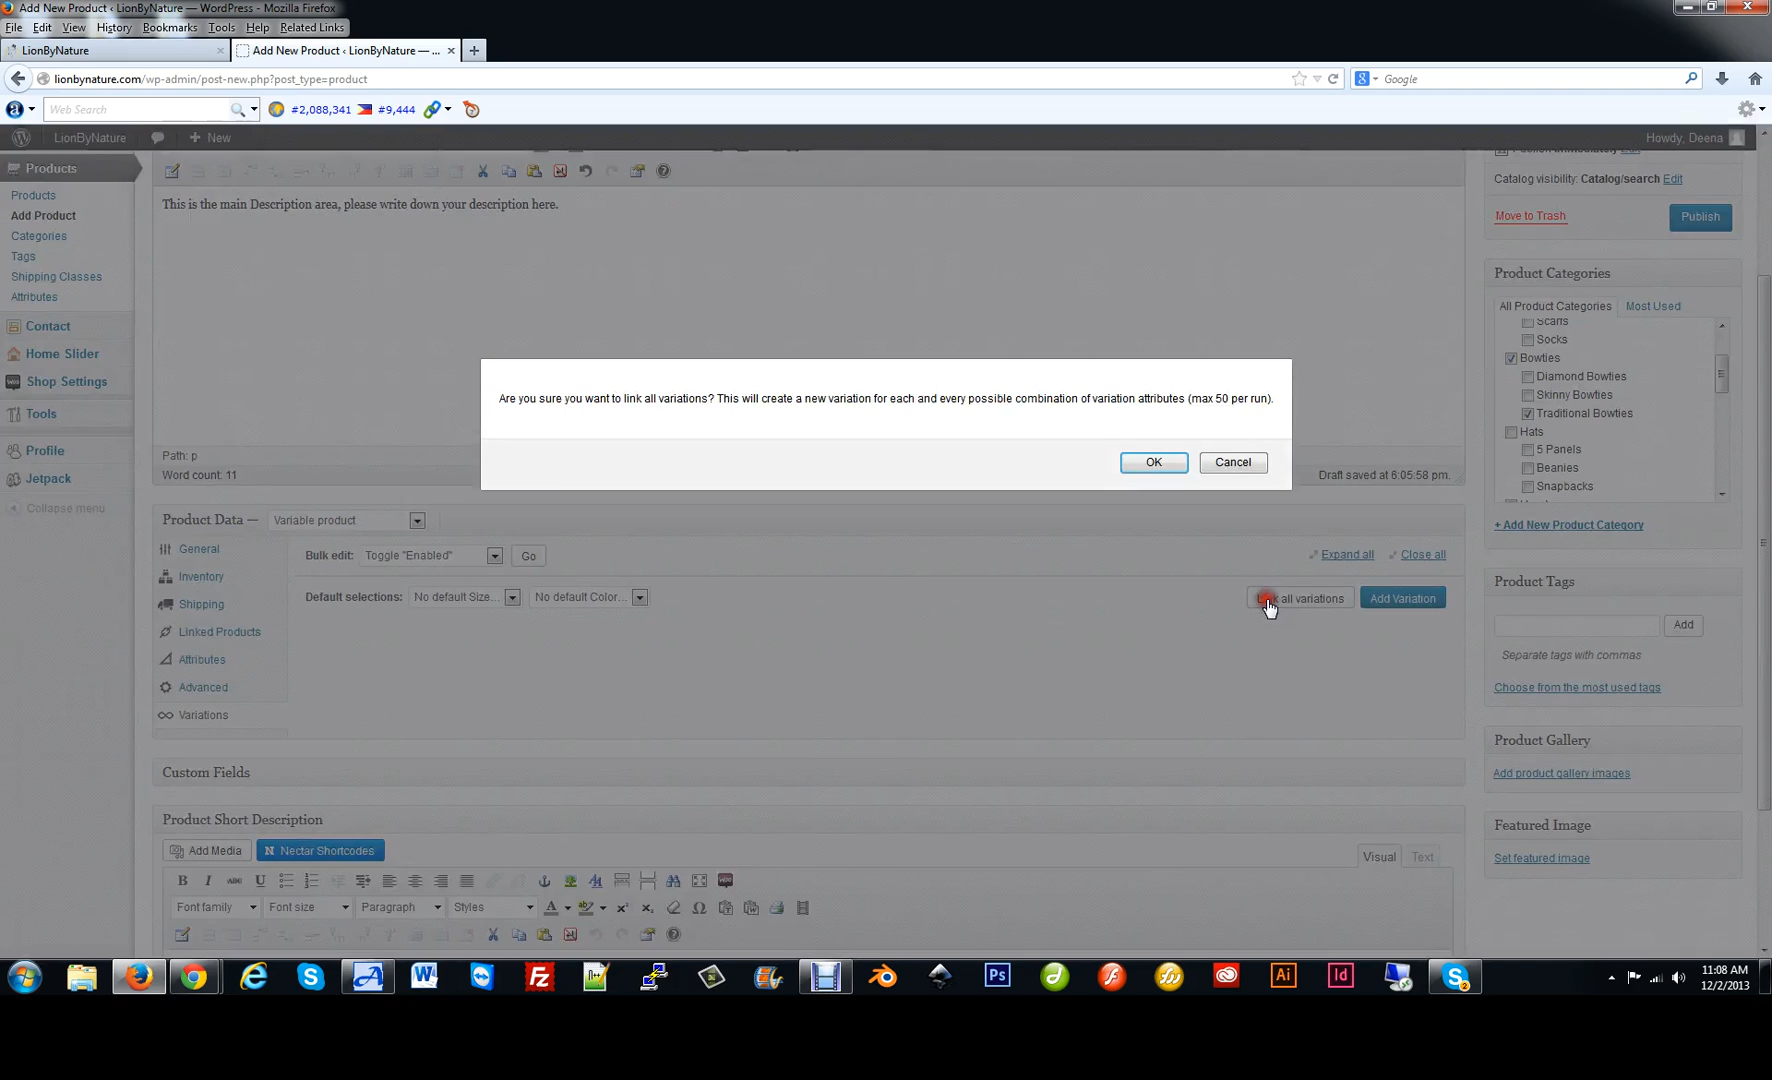 Add New Product ‹ LionByNature — WordPress - Mozilla Firefox
File Edit View History Bookmarks Tools Help Related Links
LionByNature
Add New Product ‹ LionByNature — ...
lionbynature.com/wp-admin/post-new.php?post_type=product
Google
Web Search
#2,088,341
#9,444
LionByNature
New
Howdy, Deena
Products
Products
Add Product
Categories
Tags
Shipping Classes
Attributes
Contact
Home Slider
Shop Settings
Tools
Profile
Jetpack
Collapse menu
This is the main Description area, please write down your description here.
Path: p
Word count: 11
Draft saved at 6:05:58 pm.
Are you sure you want to link all variations? This will create a new variation for each and every possible combination of variation attributes (max 50 per run).
OK
Cancel
Product Data —
Variable product
General
Inventory
Shipping
Linked Products
Attributes
Advanced
Variations
Bulk edit: Toggle "Enabled" Go
Expand all
Close all
Default selections: No default Size... No default Color...
all variations
Add Variation
Custom Fields
Product Short Description
Add Media
Nectar Shortcodes
Visual
Text
Font family
Font size
Paragraph
Styles
Catalog visibility: Catalog/search Edit
Move to Trash
Publish
Product Categories
All Product Categories
Most Used
Scarfs
Socks
Bowties
Diamond Bowties
Skinny Bowties
Traditional Bowties
Hats
5 Panels
Beanies
Snapbacks
+ Add New Product Category
Product Tags
Add
Separate tags with commas
Choose from the most used tags
Product Gallery
Add product gallery images
Featured Image
Set featured image
11:08 AM
12/2/2013